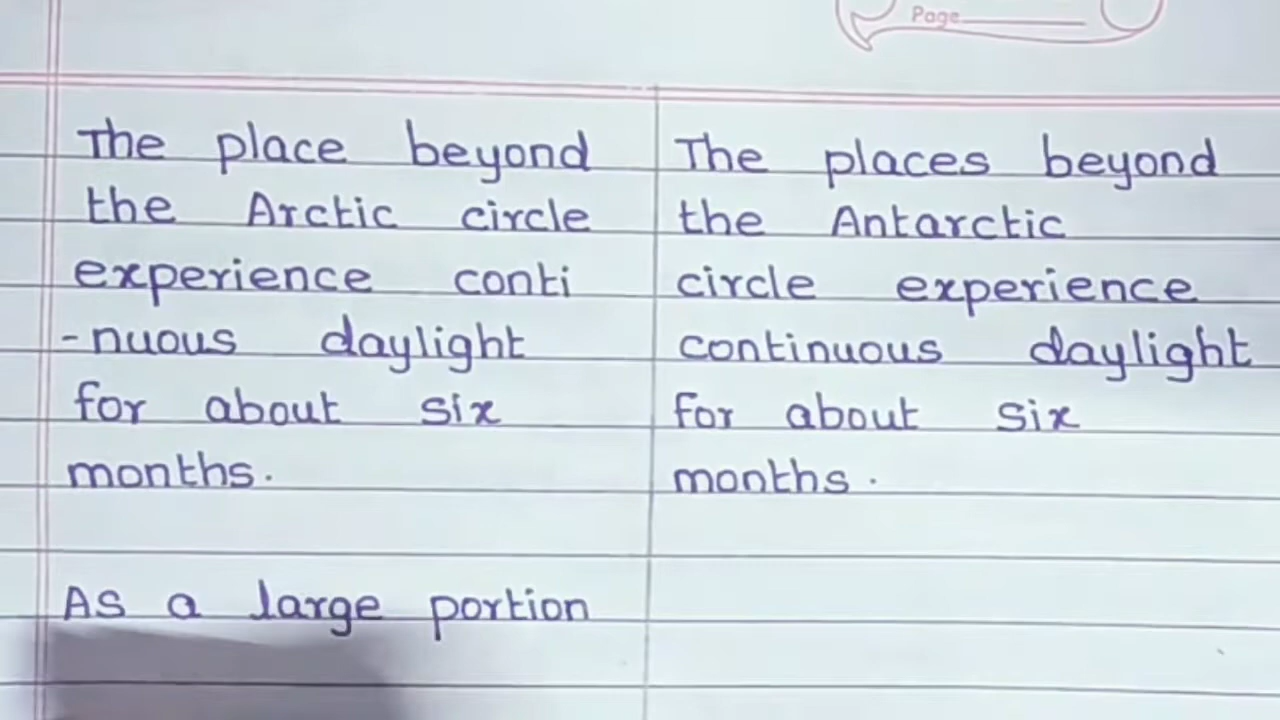 Page
The place beyond
the Arctic circle
experience conti
-nuous daylight
for about six
months.
As a large portion
The places beyond
the Antarctic
circle experience
continuous daylight
for about six
months.